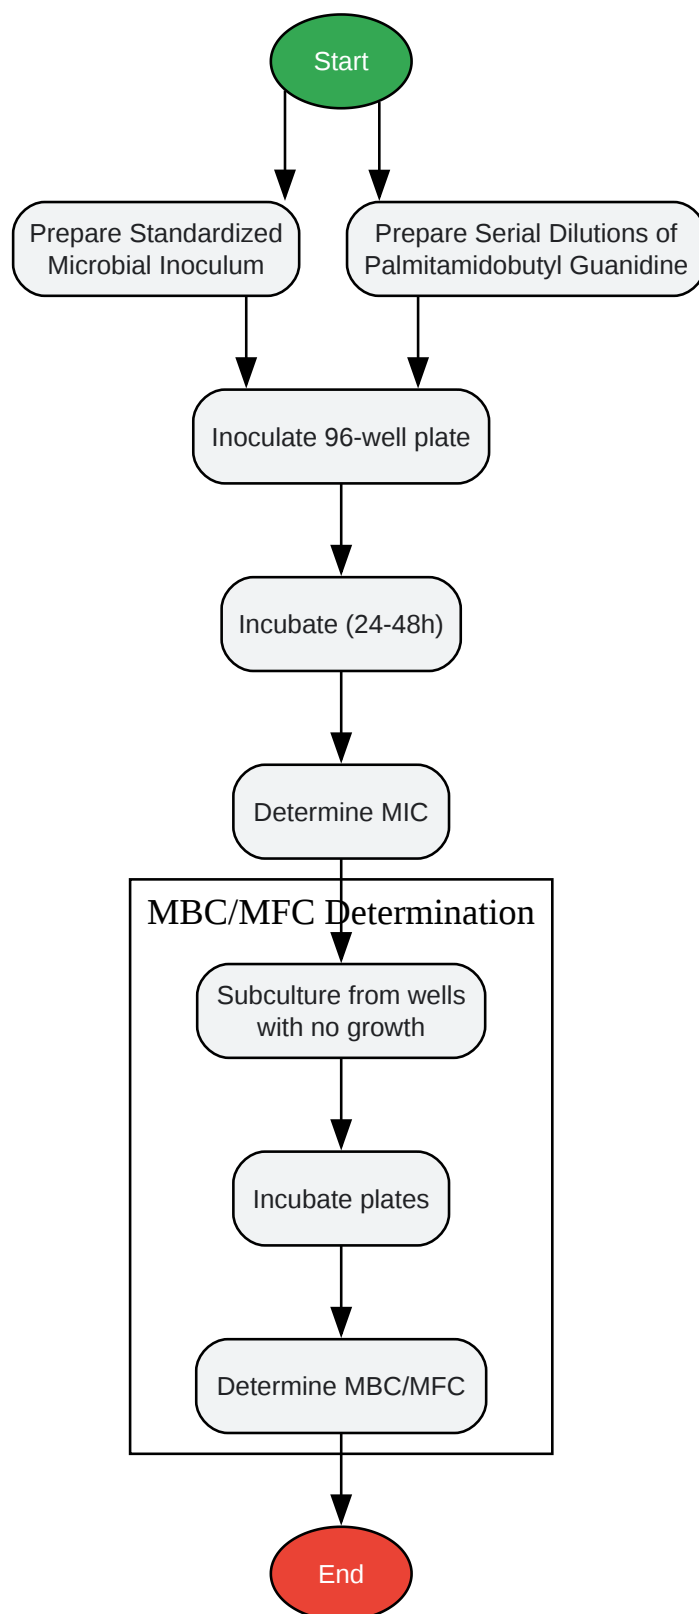 Start
Prepare Standardized
Microbial Inoculum
Prepare Serial Dilutions of
Palmitamidobutyl Guanidine
Inoculate 96-well plate
Incubate (24-48h)
Determine MIC
MBC/MFC Determination
Subculture from wells
with no growth
Incubate plates
Determine MBC/MFC
End